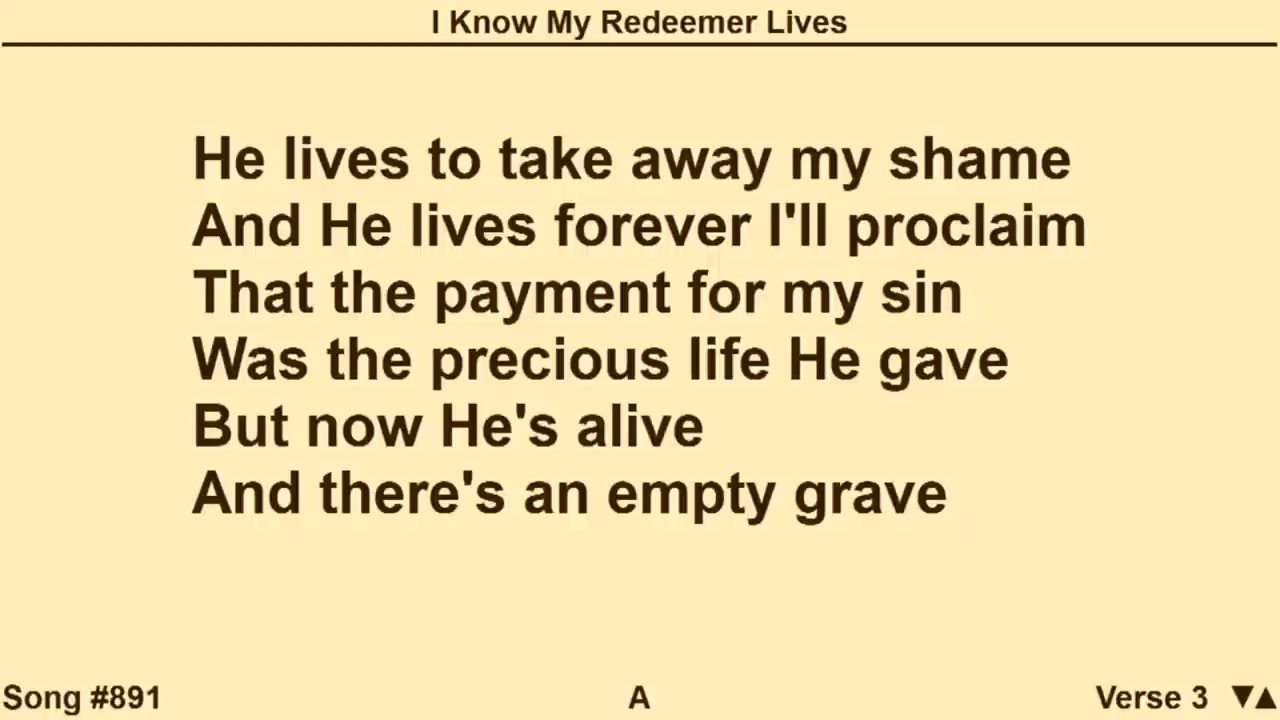 I Know My Redeemer Lives
He lives to take away my shame
And He lives forever I'll proclaim
That the payment for my sin
Was the precious life He gave
But now He's alive
And there's an empty grave
Song #891 A Verse 3 ▼▲